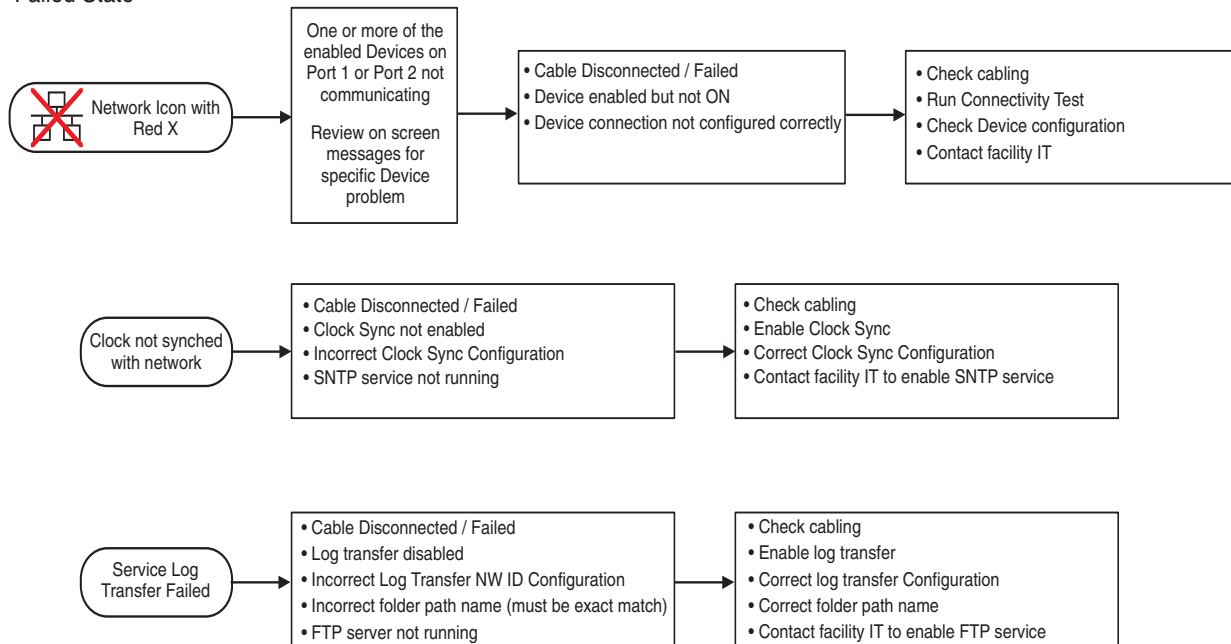 Failed State
Network Icon with
Red X
One or more of the
enabled Devices on
Port 1 or Port 2 not
communicating
Review on screen
messages for
specific Device
problem
• Cable Disconnected / Failed
• Device enabled but not ON
• Device connection not configured correctly
• Check cabling
• Run Connectivity Test
• Check Device configuration
• Contact facility IT
Clock not synched
with network
• Cable Disconnected / Failed
• Clock Sync not enabled
• Incorrect Clock Sync Configuration
• SNTP service not running
• Check cabling
• Enable Clock Sync
• Correct Clock Sync Configuration
• Contact facility IT to enable SNTP service
Service Log
Transfer Failed
• Cable Disconnected / Failed
• Log transfer disabled
• Incorrect Log Transfer NW ID Configuration
• Incorrect folder path name (must be exact match)
• FTP server not running
• Check cabling
• Enable log transfer
• Correct log transfer Configuration
• Correct folder path name
• Contact facility IT to enable FTP service